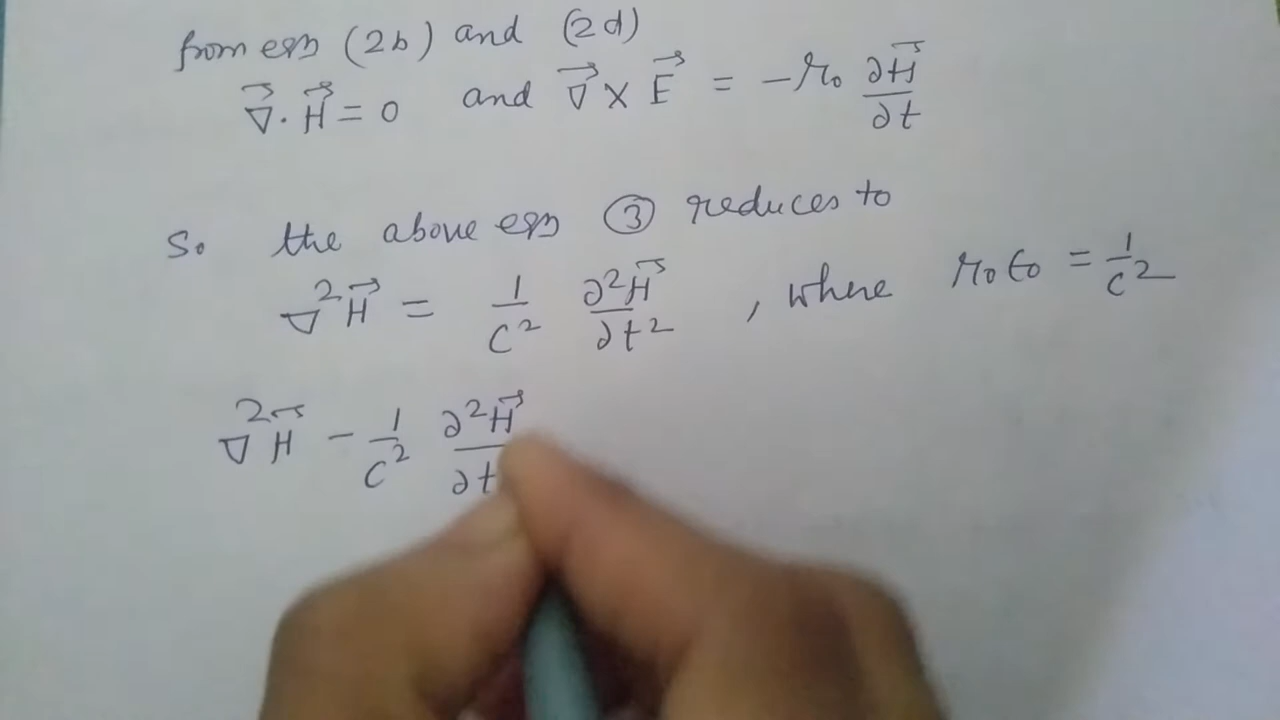 from eqn (2b) and (2d)
∇⃗·H⃗ = 0 and ∇⃗ × E⃗ = -μ₀ ∂H⃗/∂t
So the above eqn ③ reduces to
∇²H⃗ = 1/c² ∂²H⃗/∂t² , where μ₀ϵ₀ = 1/c²
∇²H⃗ - 1/c² ∂²H⃗/∂t